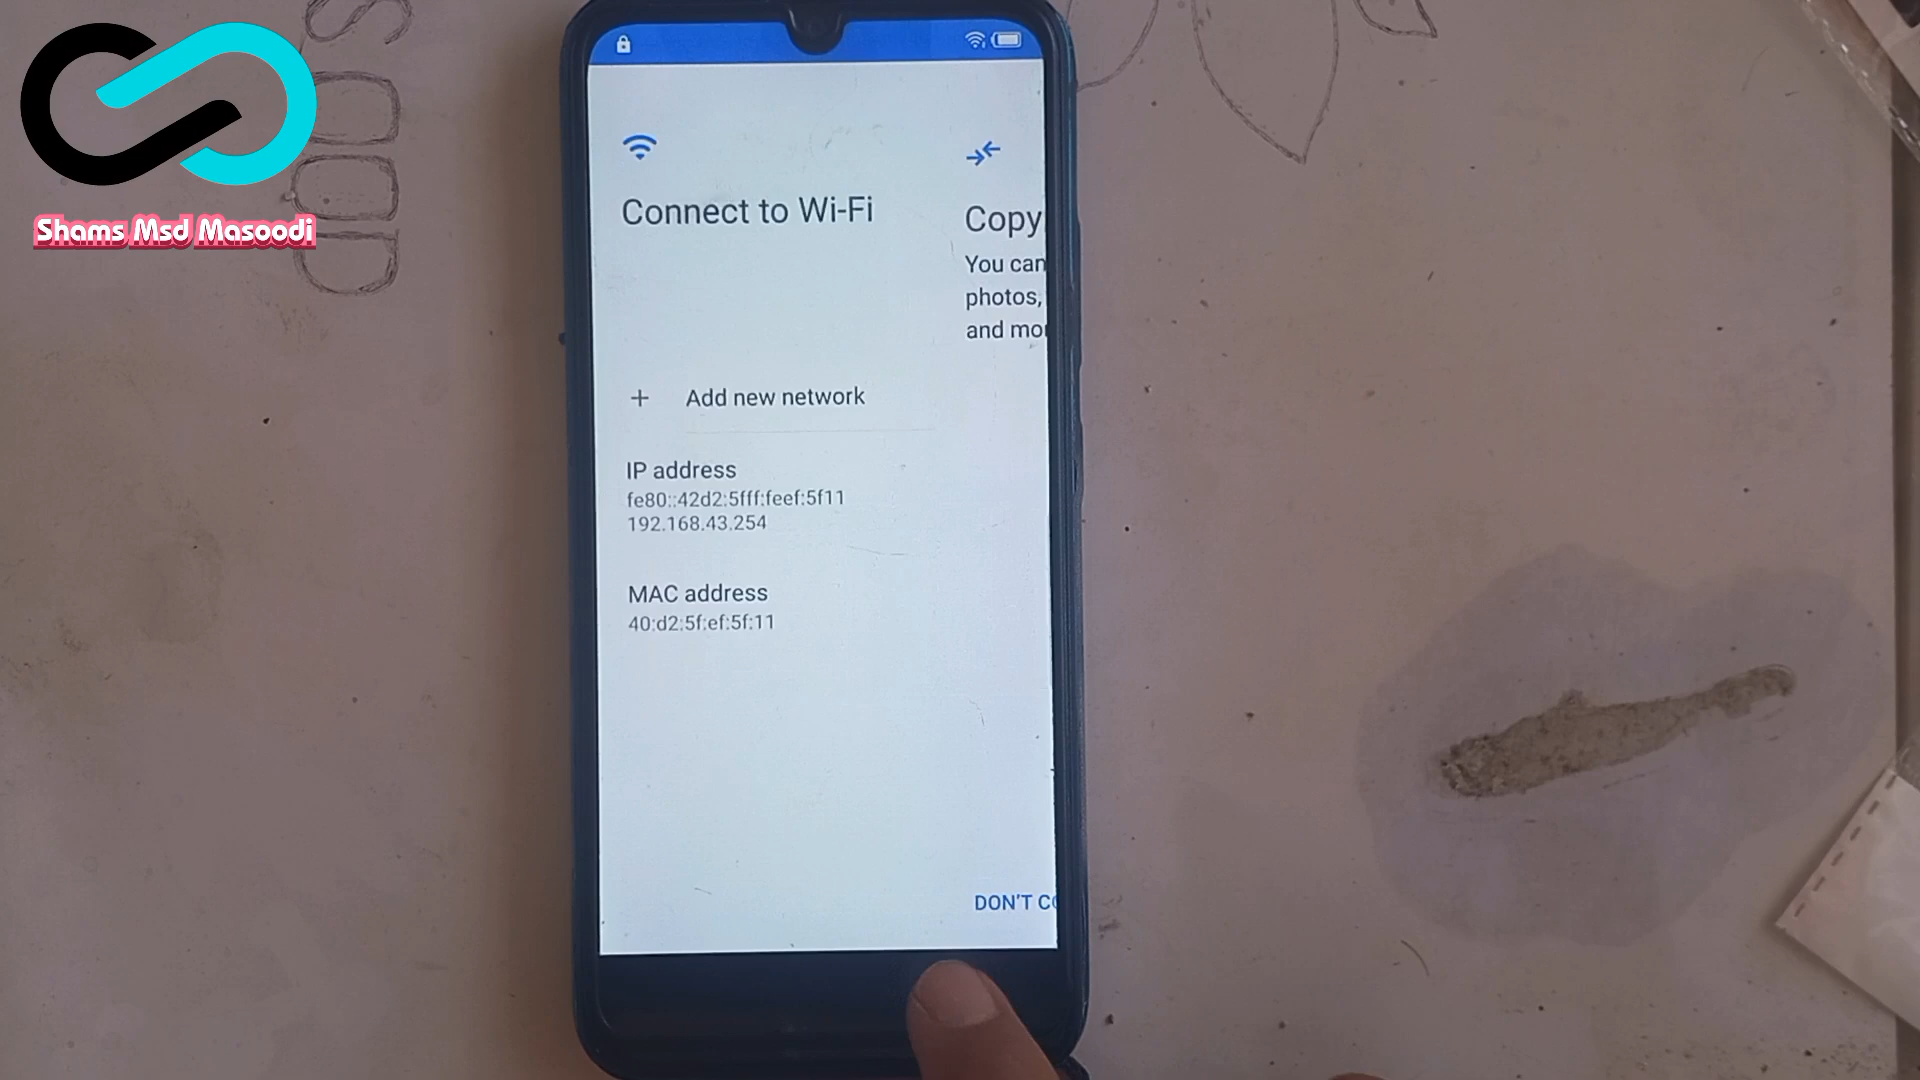 Shams Msd Masoodi
Connect to Wi-Fi
Add new network
IP address
fe80::42d2:5fff:feef:5f11
192.168.43.254
MAC address
40:d2:5f:ef:5f:11
Copy
You can
photos,
and mo
DON'T CO